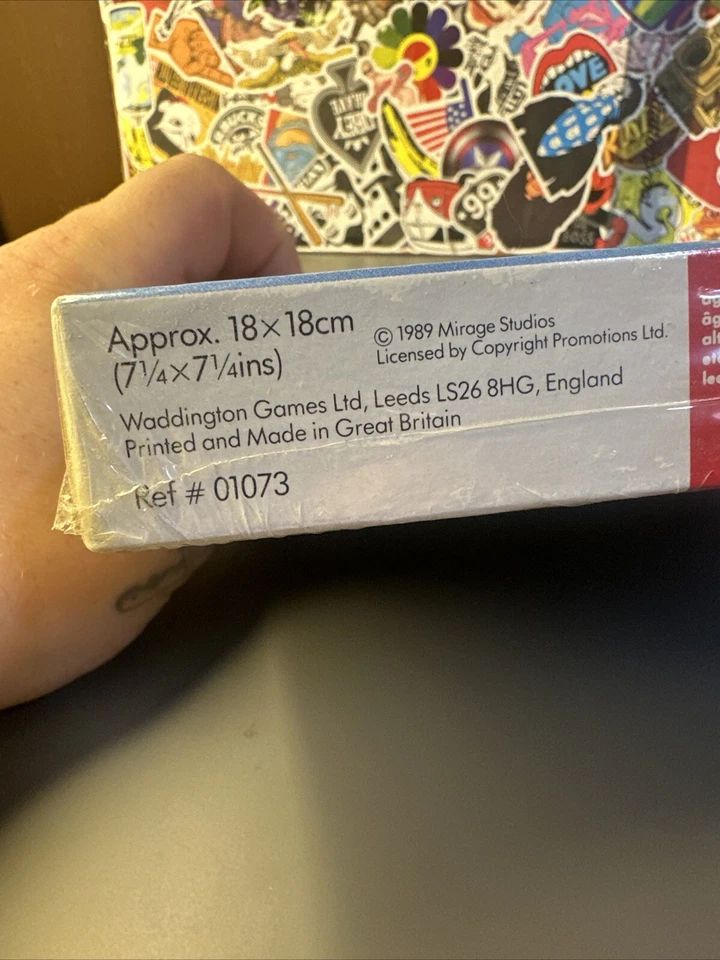 Approx. 18×18cm
(7¼×7¼ins)
© 1989 Mirage Studios
Licensed by Copyright Promotions Ltd.
Waddington Games Ltd, Leeds LS26 8HG, England
Printed and Made in Great Britain
Ref # 01073
LOVE